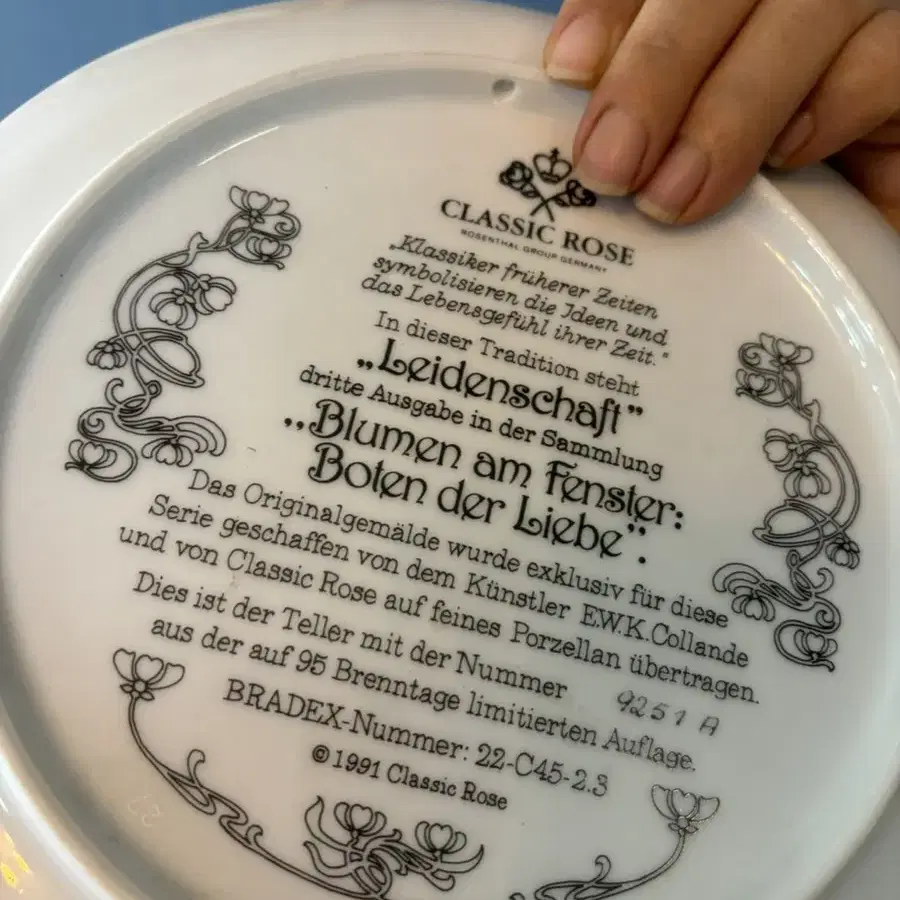 CLASSIC ROSE
ROSENTHAL GROUP GERMANY
„Klassiker früherer Zeiten
symbolisieren die Ideen und
das Lebensgefühl ihrer Zeit."
In dieser Tradition steht
„Leidenschaft”
dritte Ausgabe in der Sammlung
„Blumen am Fenster:
Boten der Liebe”.
Das Originalgemälde wurde exklusiv für diese
Serie geschaffen von dem Künstler E.W.K.Collande
und von Classic Rose auf feines Porzellan übertragen.
Dies ist der Teller mit der Nummer 9251 A
aus der auf 95 Brenntage limitierten Auflage.
BRADEX-Nummer: 22-C45-2.3
©1991 Classic Rose